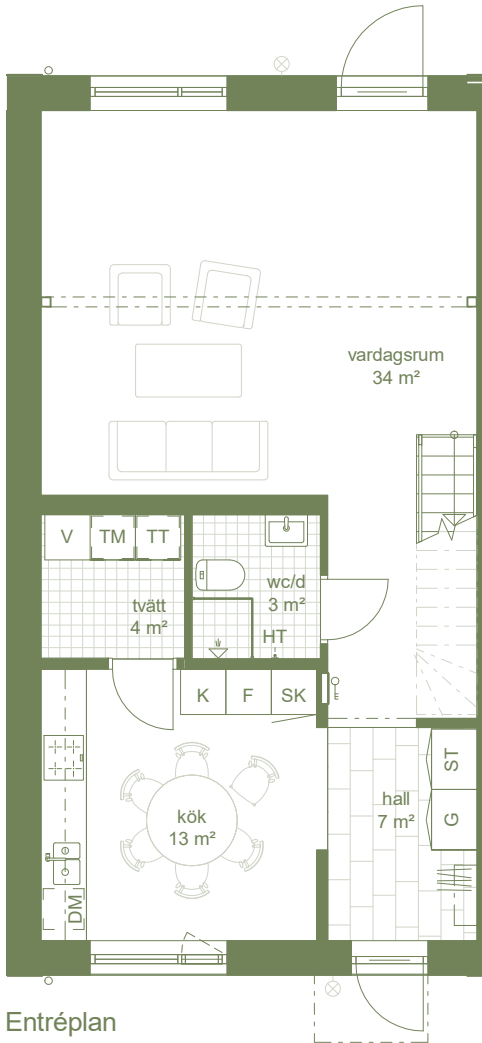 vardagsrum
34 m²
V TM TT
wc/d
3 m²
tvätt
4 m²
HT
K F SK
ST
hall
7 m²
G
kök
13 m²
DM
Entréplan